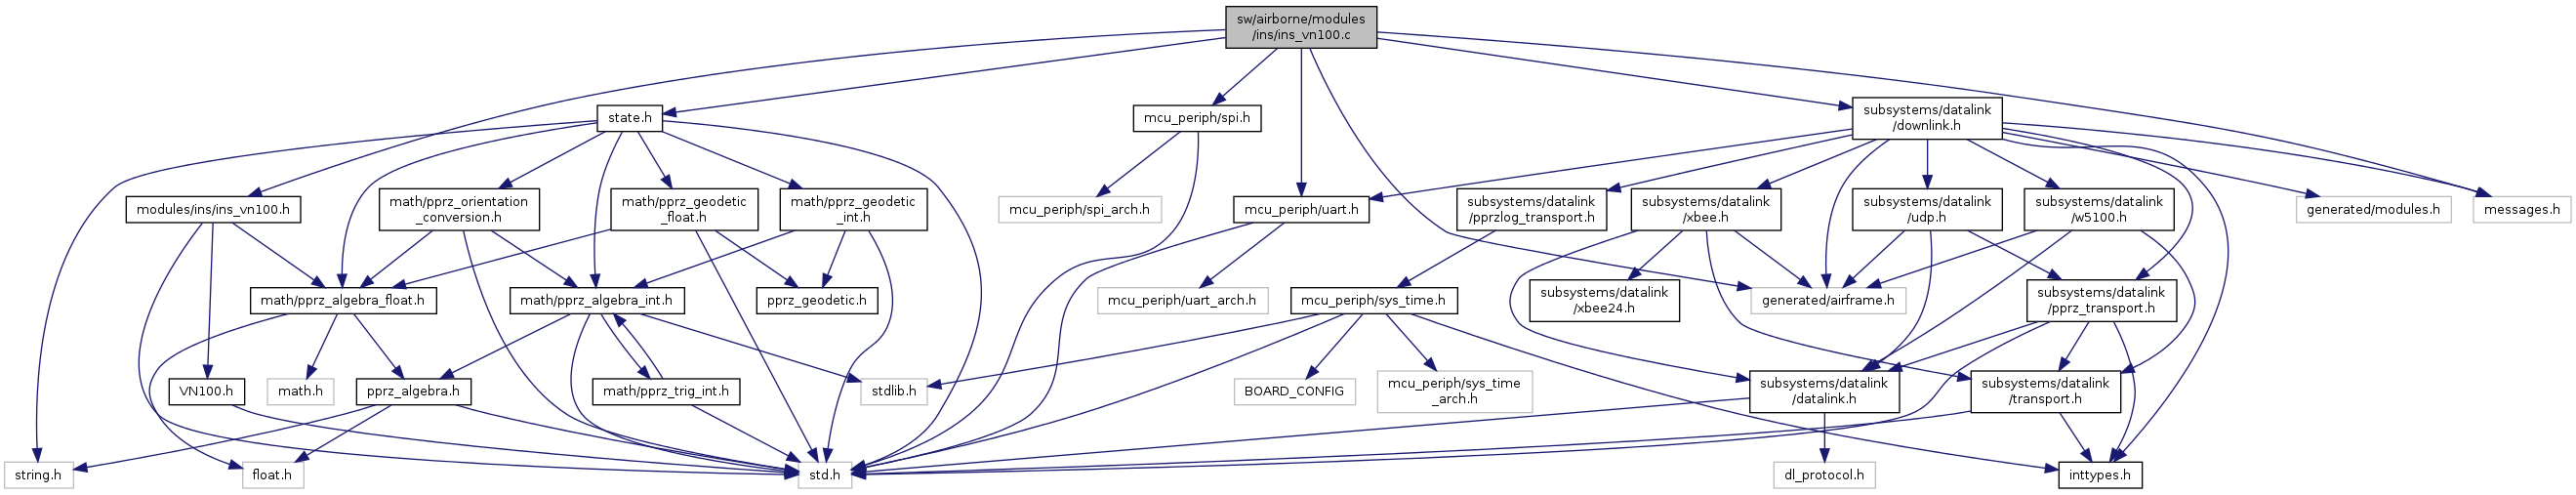 sw/airborne/modules
/ins/ins_vn100.c
state.h
mcu_periph/spi.h
subsystems/datalink
/downlink.h
modules/ins/ins_vn100.h
math/pprz_orientation
_conversion.h
math/pprz_geodetic
_float.h
math/pprz_geodetic
_int.h
mcu_periph/spi_arch.h
mcu_periph/uart.h
subsystems/datalink
/pprzlog_transport.h
subsystems/datalink
/xbee.h
subsystems/datalink
/udp.h
subsystems/datalink
/w5100.h
generated/modules.h
messages.h
math/pprz_algebra_float.h
math/pprz_algebra_int.h
pprz_geodetic.h
mcu_periph/uart_arch.h
mcu_periph/sys_time.h
subsystems/datalink
/xbee24.h
generated/airframe.h
subsystems/datalink
/pprz_transport.h
VN100.h
math.h
pprz_algebra.h
math/pprz_trig_int.h
stdlib.h
BOARD_CONFIG
mcu_periph/sys_time
_arch.h
subsystems/datalink
/datalink.h
subsystems/datalink
/transport.h
string.h
float.h
std.h
dl_protocol.h
inttypes.h